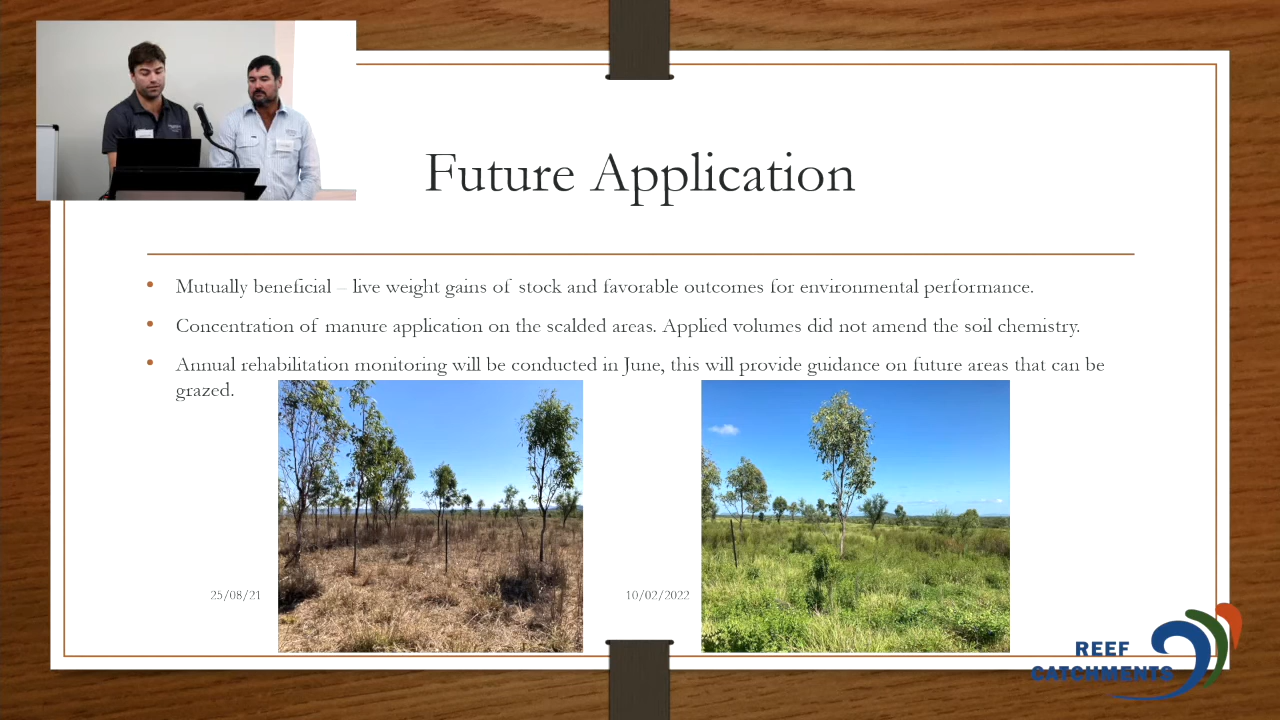 Future Application
• Mutually beneficial – live weight gains of stock and favorable outcomes for environmental performance.
• Concentration of manure application on the scalded areas. Applied volumes did not amend the soil chemistry.
• Annual rehabilitation monitoring will be conducted in June, this will provide guidance on future areas that can be
grazed.
25/08/21
10/02/2022
REEF
CATCHMENTS